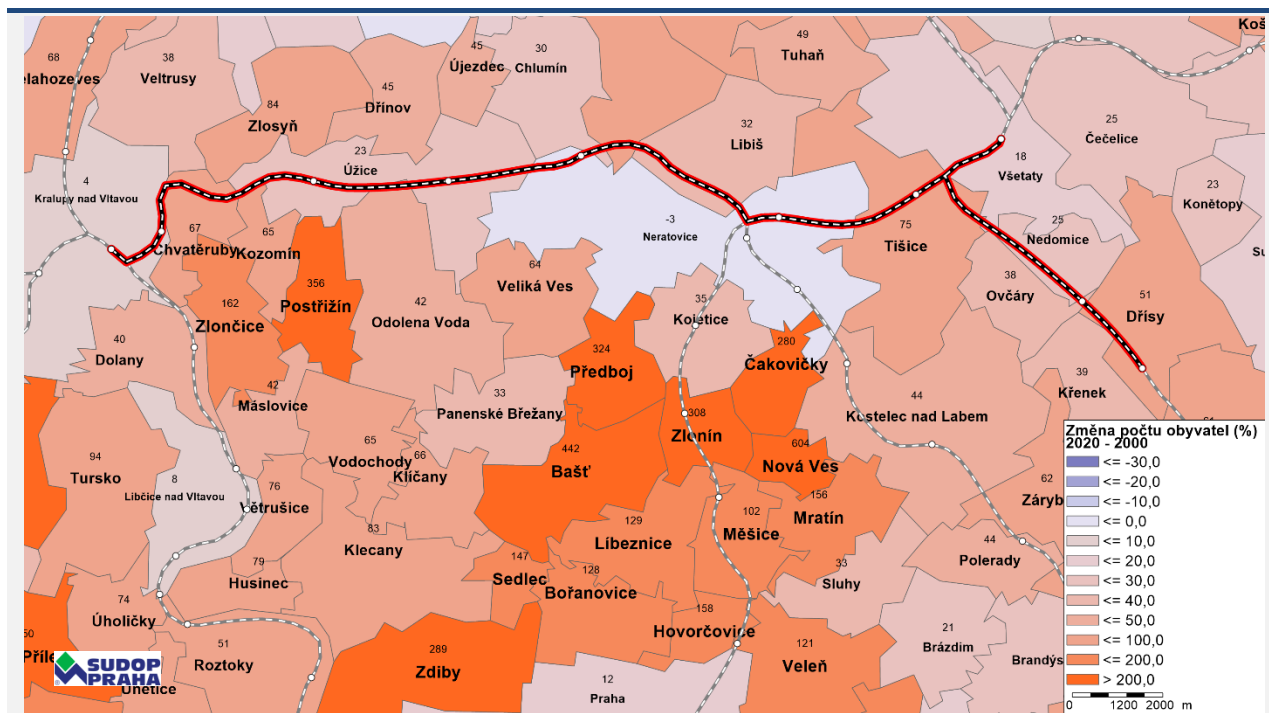 68
elahozeves
38
Veltrusy
84
Zlosyň
45
Dřínov
45
Újezdec
30
Chlumín
49
Tuhaň
Koš
32
Libiš
25
Čečelice
18
Všetaty
23
Konětopy
25
Nedomice
4
Kralupy nad Vltavou
23
Úžice
-3
Neratovice
75
Tišice
38
Ovčáry
51
Dřísy
67
Chvatěruby
65
Kozomín
356
Postřižín
162
Zlončice
42
Odolena Voda
64
Veliká Ves
35
Kojetice
40
Dolany
324
Předboj
280
Čakovičky
39
Křenek
42
Máslovice
33
Panenské Břežany
44
Kostelec nad Labem
308
Zlonín
94
Tursko
8
Libčice nad Vltavou
65
Vodochody
66
Klíčany
442
Bašť
604
Nová Ves
156
Mratín
62
Záryb
76
Větrušice
83
Klecany
129
Líbeznice
102
Měšice
44
Polerady
79
Husinec
147
Sedlec
128
Bořanovice
33
Sluhy
74
Úholičky
158
Hovorčovice
21
Brázdim
Brandýs
50
Příle
51
Roztoky
Únětice
289
Zdiby
12
Praha
121
Veleň
SUDOP
PRAHA
Změna počtu obyvatel (%)
2020 - 2000
<= -30,0
<= -20,0
<= -10,0
<= 0,0
<= 10,0
<= 20,0
<= 30,0
<= 40,0
<= 50,0
<= 100,0
<= 200,0
> 200,0
0 1200 2000 m